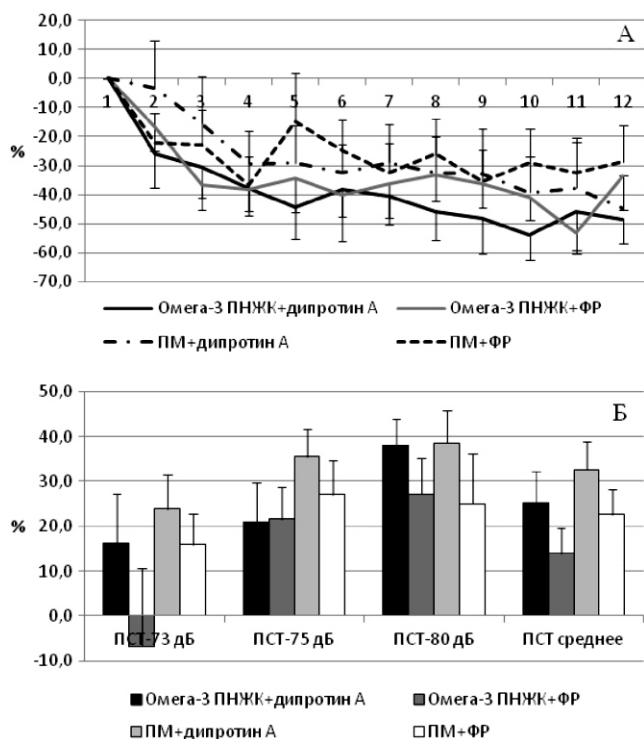 20,0
А
10,0
0,0
1 2 3 4 5 6 7 8 9 10 11 12
-10,0
-20,0
%
-30,0
-40,0
-50,0
-60,0
-70,0
Омега-3 ПНЖК+дипротин А
Омега-3 ПНЖК+ФР
ПМ+дипротин А
ПМ+ФР
50,0
Б
40,0
30,0
%
20,0
10,0
0,0
ПСТ-73 дБ ПСТ-75 дБ ПСТ-80 дБ ПСТ среднее
-10,0
Омега-3 ПНЖК+дипротин А
Омега-3 ПНЖК+ФР
ПМ+дипротин А
ПМ+ФР